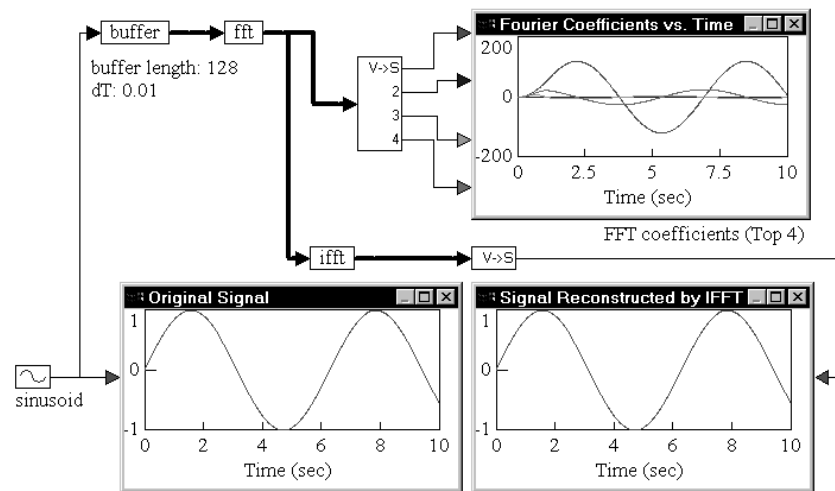 buffer
fft
buffer length: 128
dT: 0.01
V->S
2
3
4
Fourier Coefficients vs. Time
200
0
-200
0 2.5 5 7.5 10
Time (sec)
FFT coefficients (Top 4)
ifft
V->S
Original Signal
1
0
-1
0 2 4 6 8 10
Time (sec)
Signal Reconstructed by IFFT
1
0
-1
0 2 4 6 8 10
Time (sec)
sinusoid